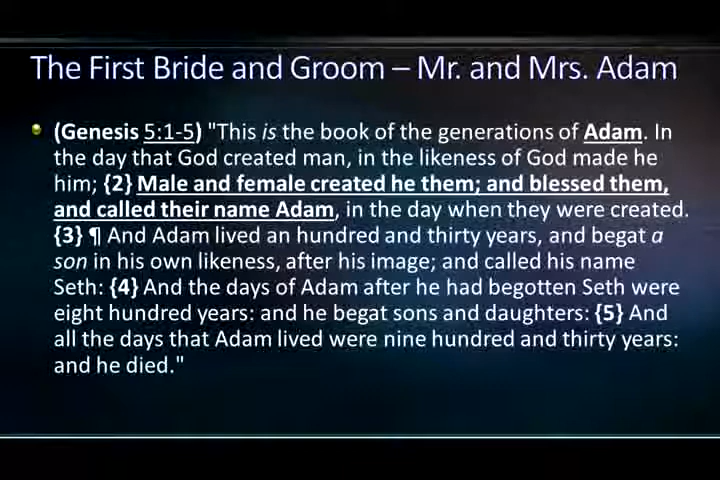 The First Bride and Groom – Mr. and Mrs. Adam
(Genesis 5:1-5) "This is the book of the generations of Adam. In
the day that God created man, in the likeness of God made he
him; {2} Male and female created he them; and blessed them,
and called their name Adam, in the day when they were created.
{3} ¶ And Adam lived an hundred and thirty years, and begat a
son in his own likeness, after his image; and called his name
Seth: {4} And the days of Adam after he had begotten Seth were
eight hundred years: and he begat sons and daughters: {5} And
all the days that Adam lived were nine hundred and thirty years:
and he died."